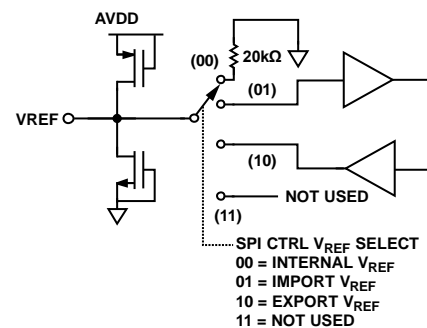 AVDD
(00)
20kΩ
(01)
VREF
(10)
NOT USED
(11)
SPI CTRL VREF SELECT
00 = INTERNAL VREF
01 = IMPORT VREF
10 = EXPORT VREF
11 = NOT USED